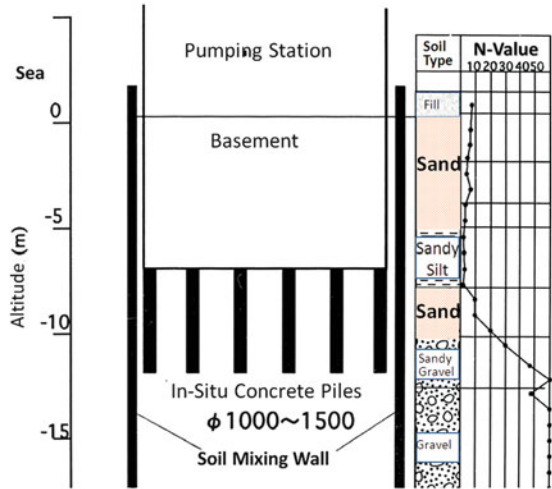 Pumping Station
Soil
Type
N-Value
10 20 30 40 50
Sea
0
Fill
Basement
Sand
-5
Sandy
Silt
Altitude (m)
Sand
-10
Sandy
Gravel
In-Situ Concrete Piles
ϕ1000～1500
-15
Gravel
Soil Mixing Wall